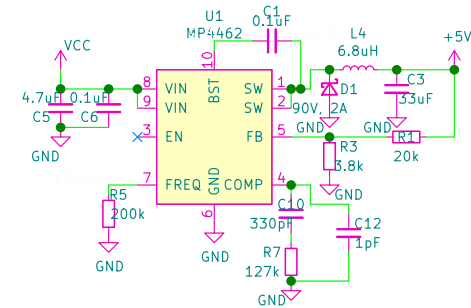 U1
MP4462
C1
0.1uF
L4
6.8uH
+5V
VCC
10
BST
8
VIN
9
VIN
3
EN
7
FREQ
GND
6
COMP
4
FB
5
SW
1
SW
2
4.7uF
C5
0.1uF
C6
GND
D1
90V, 2A
GND
C3
33uF
GND
R1
20k
R3
3.8k
GND
R5
200k
GND
GND
C10
330pF
C12
1pF
R7
127k
GND